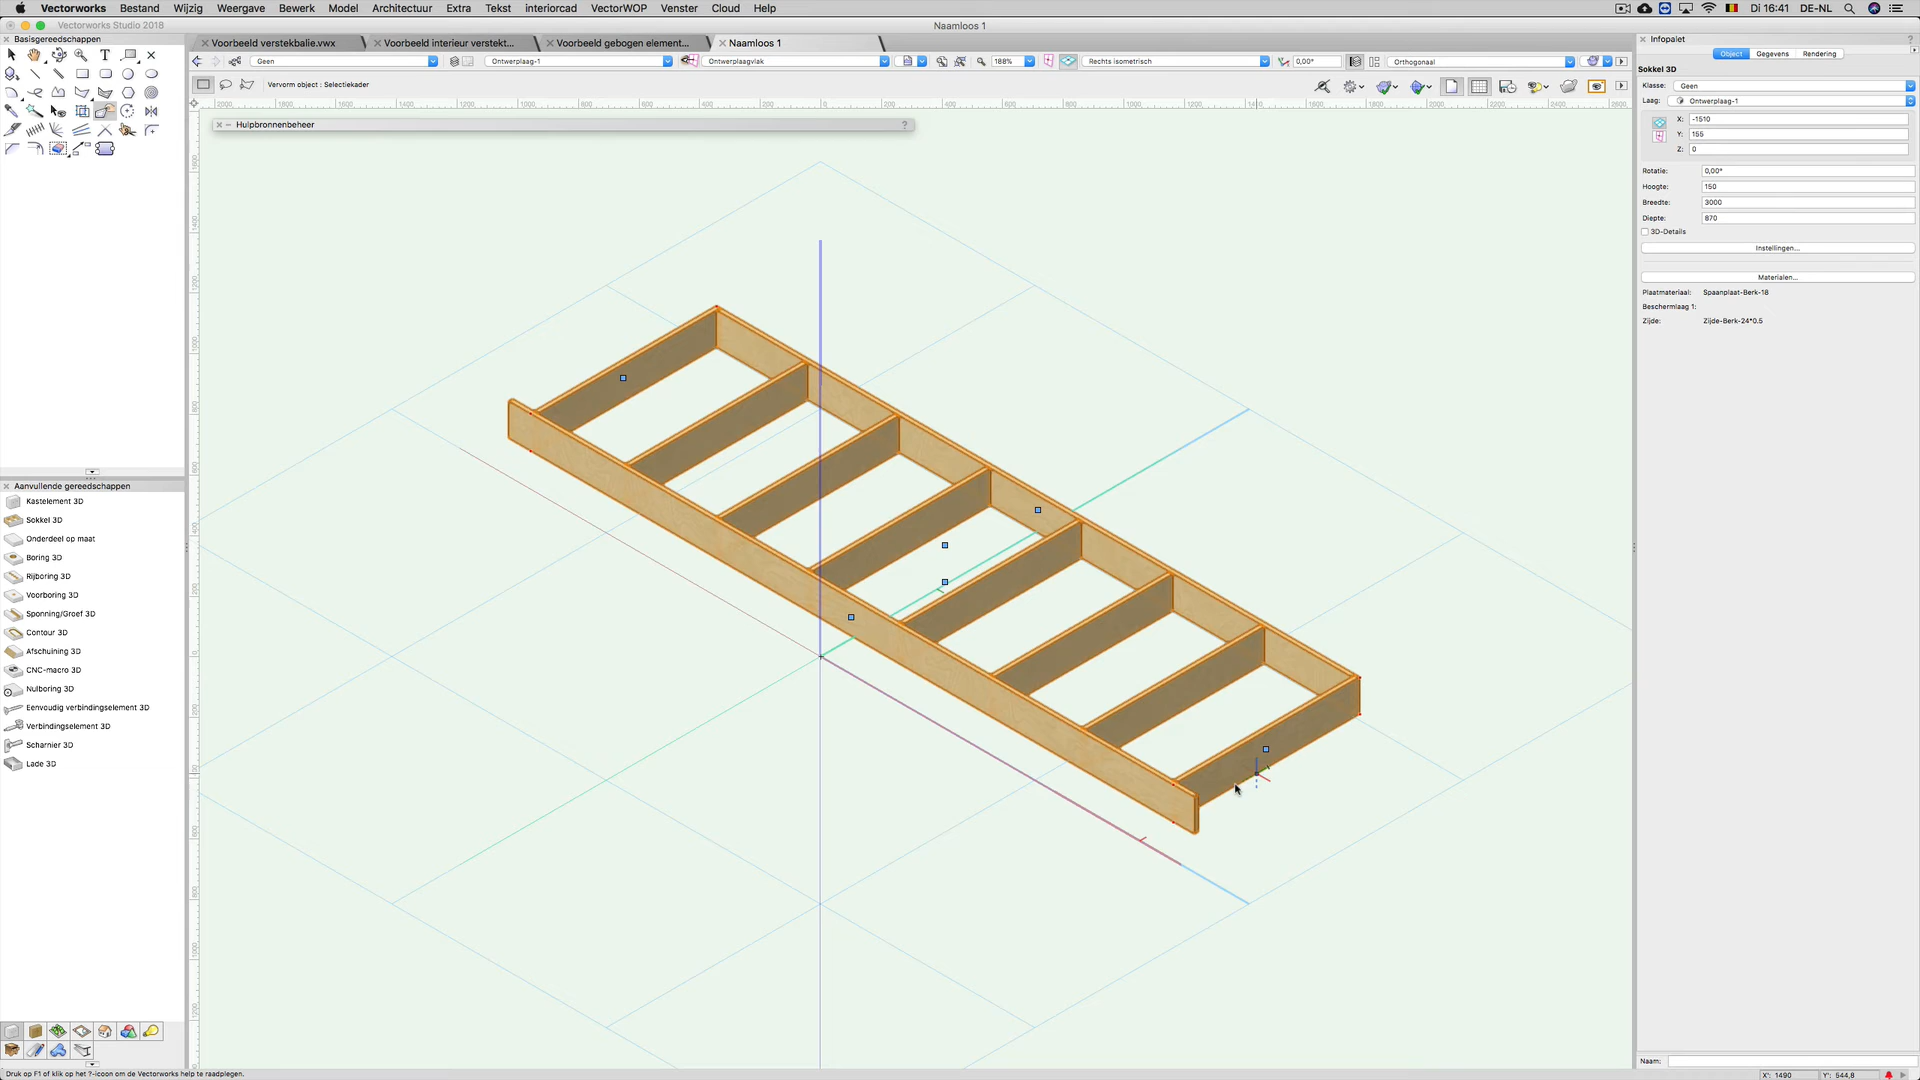 Vectorworks Bestand Wijzig Weergave Bewerk Model Architectuur Extra Tekst interiorcad VectorWOP Venster Cloud Help Di 16:41 DE-NL
Vectorworks Studio 2018 Naamloos 1
Basisgereedschappen
Voorbeeld verstekbalie.vwx
Voorbeeld interieur verstekt...
Voorbeeld gebogen element...
Naamloos 1
Geen
Ontwerplaag-1
Ontwerplaagvlak
188%
Rechts isometrisch
0,00°
Orthogonaal
Vervorm object : Selectiekader
Hulpbronnenbeheer
?
Aanvullende gereedschappen
Kastelement 3D
Sokkel 3D
Onderdeel op maat
Boring 3D
Rijboring 3D
Voorboring 3D
Sponning/Groef 3D
Contour 3D
Afschuining 3D
CNC-macro 3D
Nulboring 3D
Eenvoudig verbindingselement 3D
Verbindingselement 3D
Scharnier 3D
Lade 3D
Druk op F1 of klik op het ?-icoon om de Vectorworks help te raadplegen.
Infopalet
Object Gegevens Rendering
Sokkel 3D
Klasse: Geen
Laag: Ontwerplaag-1
X: -1510
Y: 155
Z: 0
Rotatie: 0,00°
Hoogte: 150
Breedte: 3000
Diepte: 870
3D-Details
Instellingen...
Materialen...
Plaatmateriaal: Spaanplaat-Berk-18
Beschermlaag 1:
Zijde: Zijde-Berk-24*0.5
Naam:
X': 1490 Y': 544,8